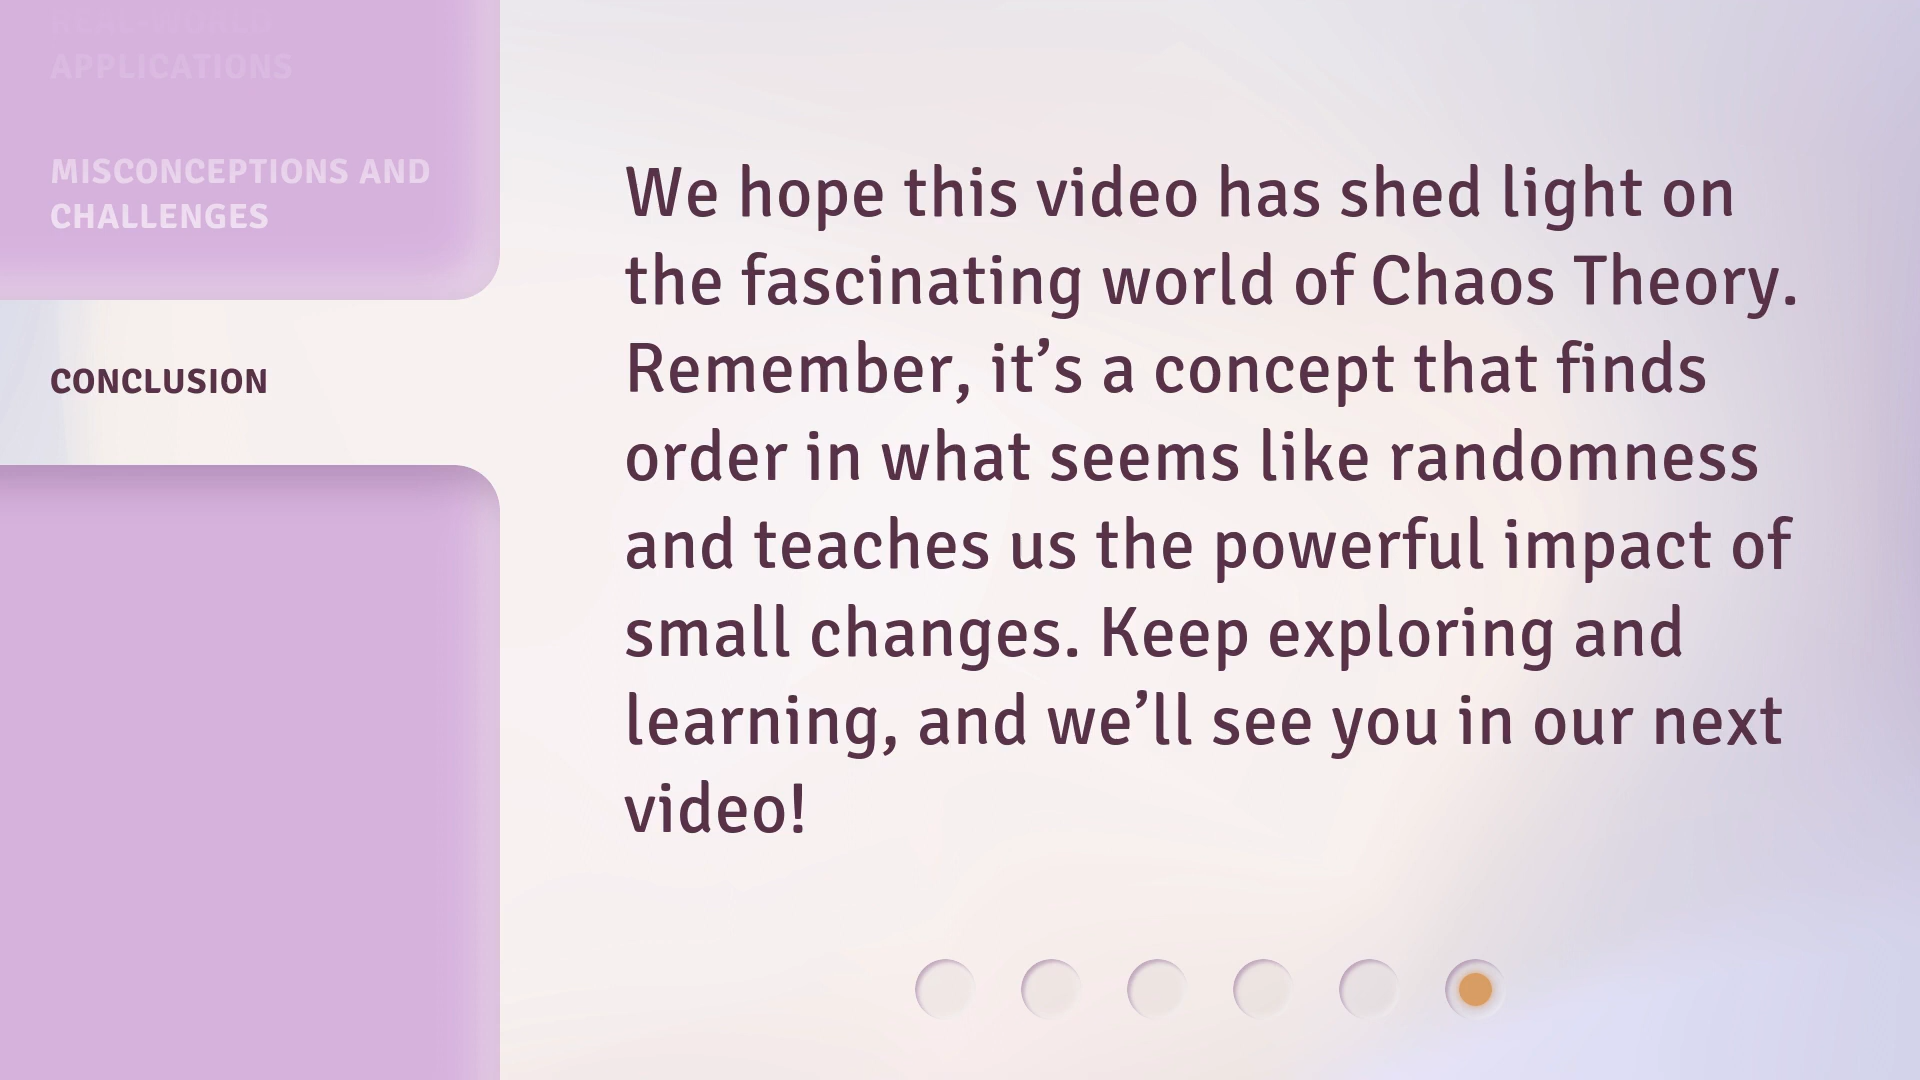 REAL-WORLD
APPLICATIONS
MISCONCEPTIONS AND
CHALLENGES
CONCLUSION
We hope this video has shed light on
the fascinating world of Chaos Theory.
Remember, it’s a concept that finds
order in what seems like randomness
and teaches us the powerful impact of
small changes. Keep exploring and
learning, and we’ll see you in our next
video!